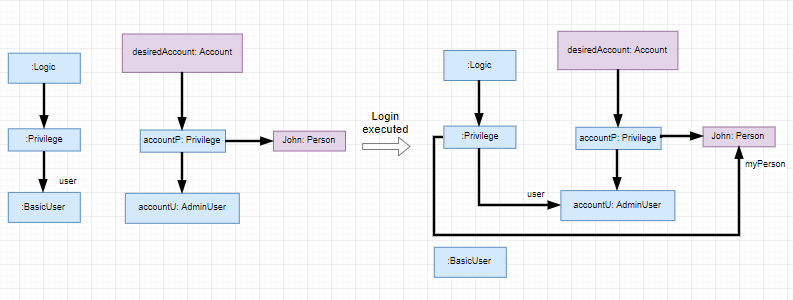 desiredAccount: Account
:Logic
:Privilege
accountP: Privilege
John: Person
user
:BasicUser
accountU: AdminUser
Login
executed
desiredAccount: Account
:Logic
:Privilege
accountP: Privilege
John: Person
myPerson
user
accountU: AdminUser
:BasicUser